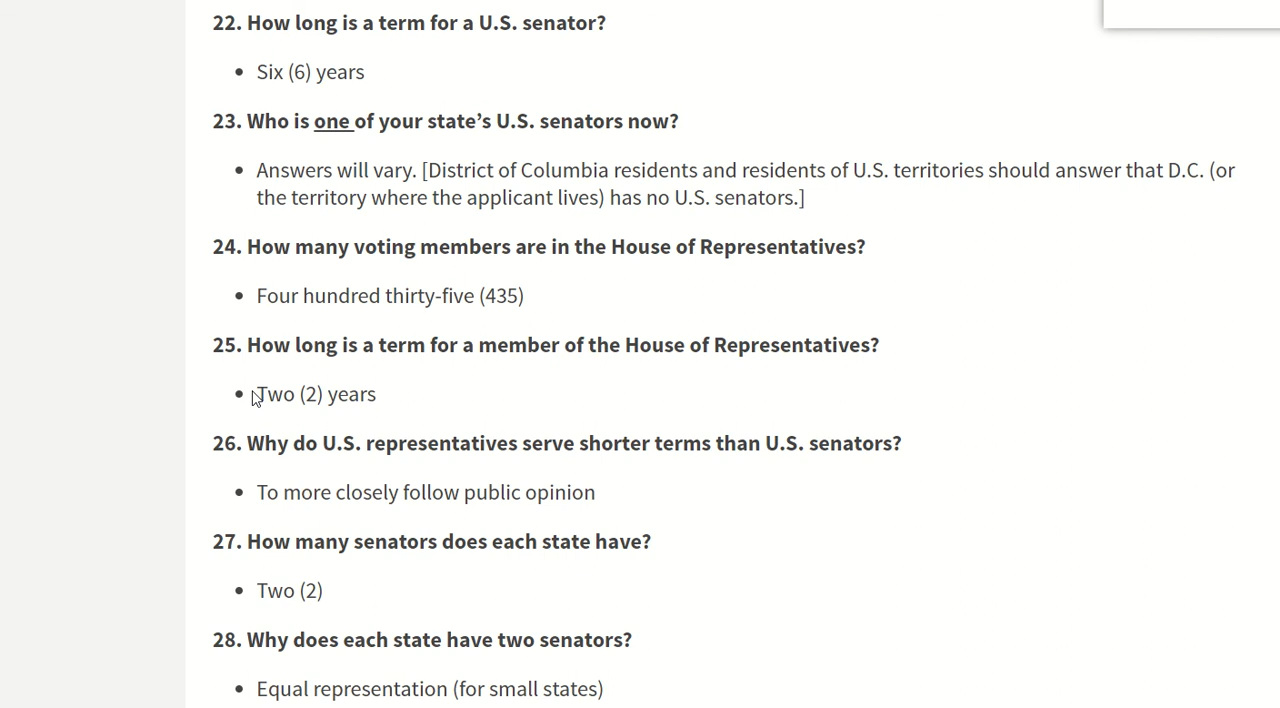 22. How long is a term for a U.S. senator?
• Six (6) years
23. Who is one of your state’s U.S. senators now?
• Answers will vary. [District of Columbia residents and residents of U.S. territories should answer that D.C. (or
the territory where the applicant lives) has no U.S. senators.]
24. How many voting members are in the House of Representatives?
• Four hundred thirty-five (435)
25. How long is a term for a member of the House of Representatives?
• Two (2) years
26. Why do U.S. representatives serve shorter terms than U.S. senators?
• To more closely follow public opinion
27. How many senators does each state have?
• Two (2)
28. Why does each state have two senators?
• Equal representation (for small states)